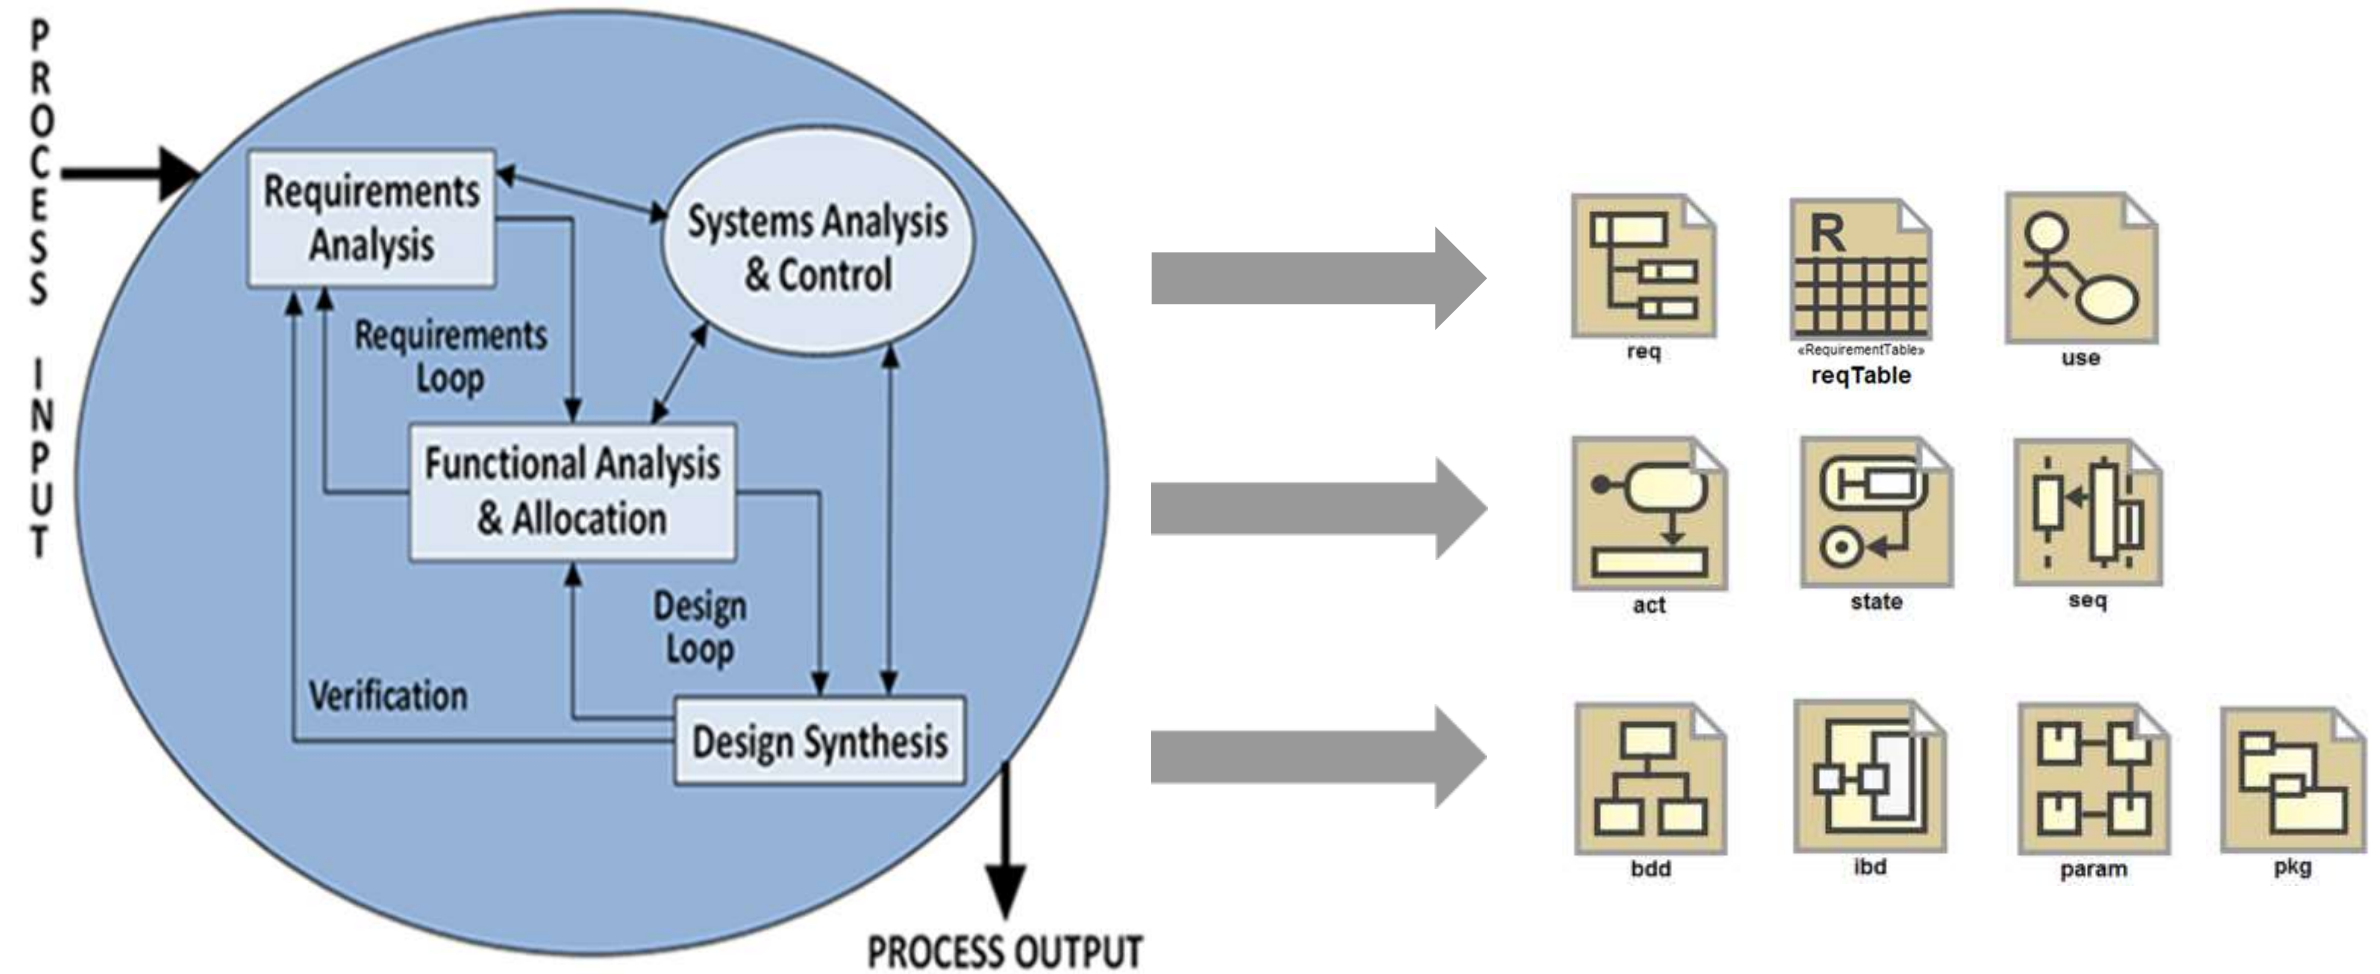 PROCESS INPUT
Requirements
Analysis
Systems Analysis
& Control
Requirements
Loop
Functional Analysis
& Allocation
Design
Loop
Verification
Design Synthesis
PROCESS OUTPUT
req
R
«RequirementTable»
reqTable
use
act
state
seq
bdd
ibd
param
pkg